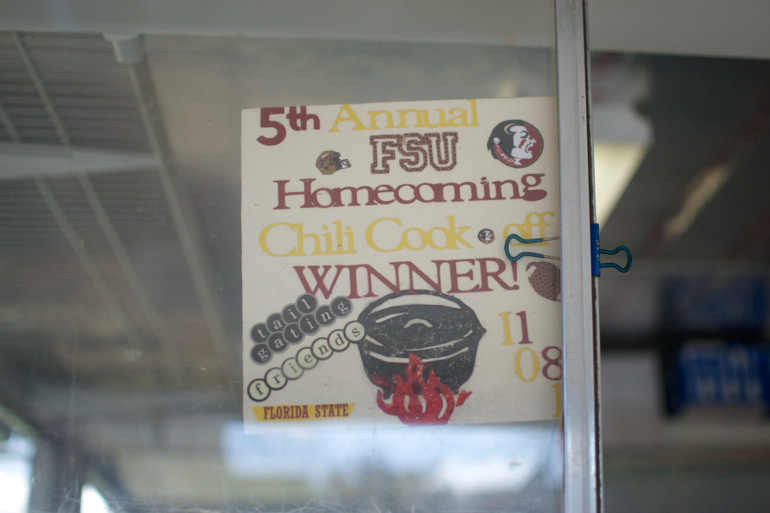 5th Annual
FSU
Homecoming
Chili Cook off
WINNER!
tail
gating
friends
11
08
FLORIDA STATE